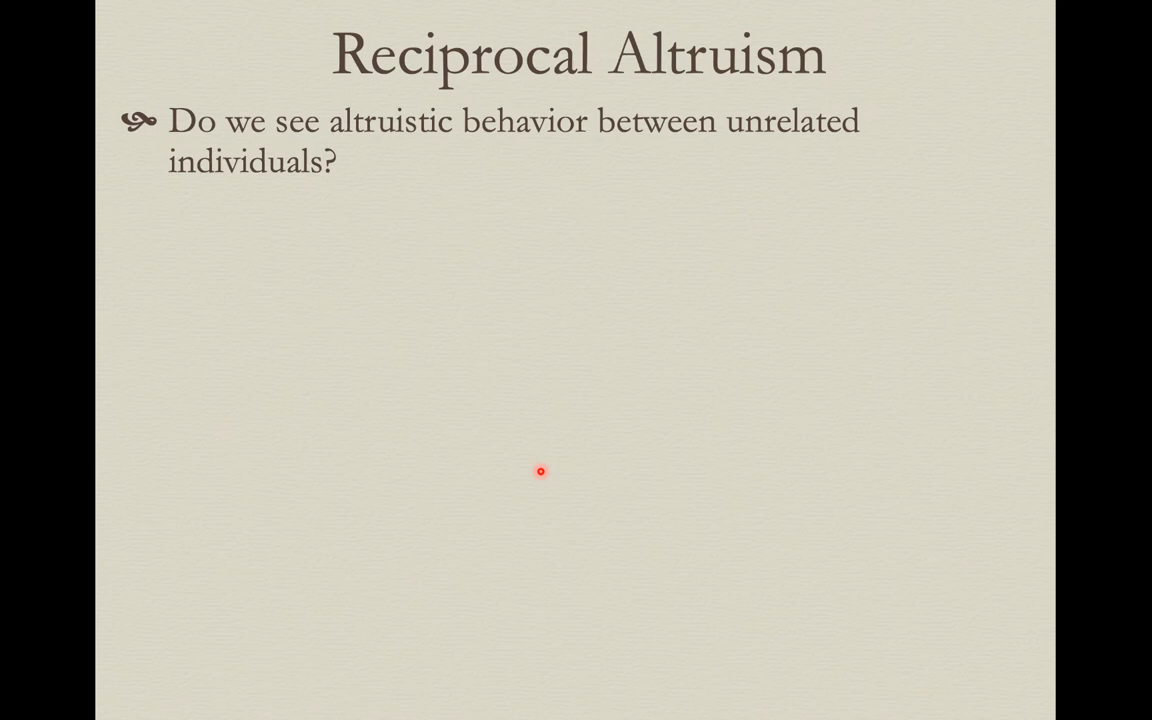 Reciprocal Altruism
Do we see altruistic behavior between unrelated
individuals?